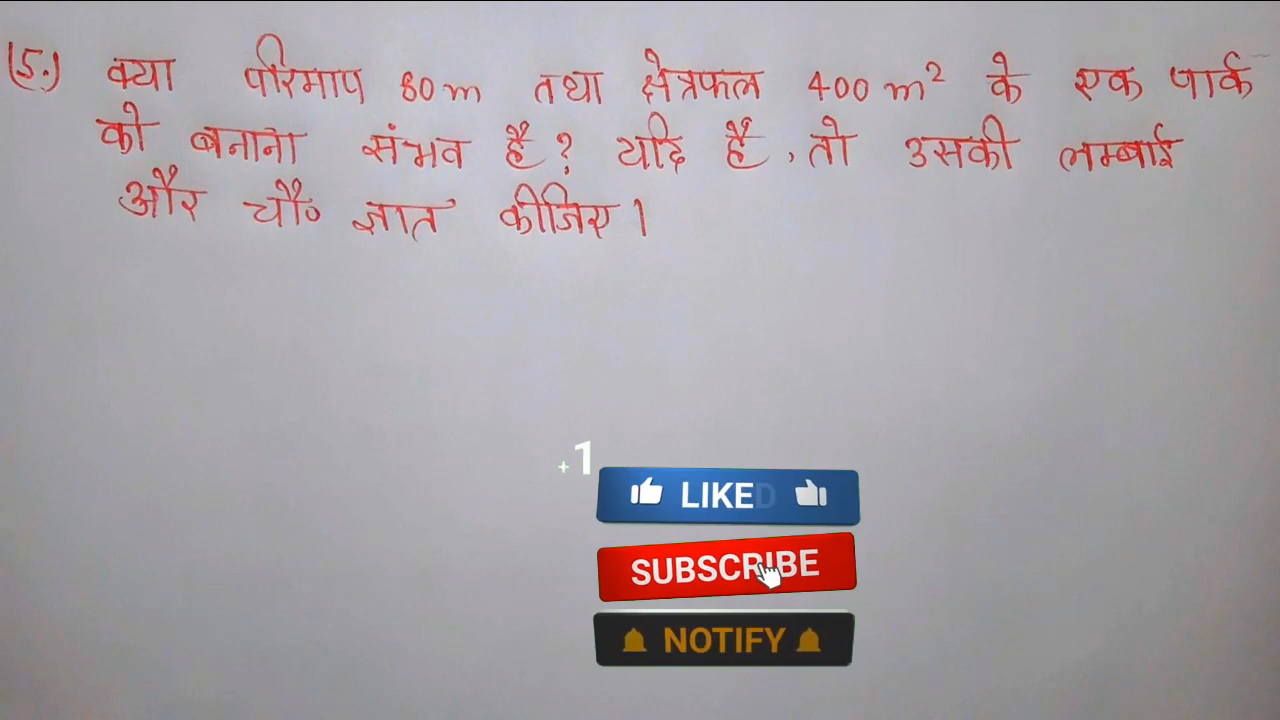 (5.) क्या परिमाप 80 m तथा क्षेत्रफल 400 m² के एक पार्क
को बनाना संभव है? यदि है, तो उसकी लम्बाई
और चौ० ज्ञात कीजिए।
+1
LIKED
SUBSCRIBE
NOTIFY